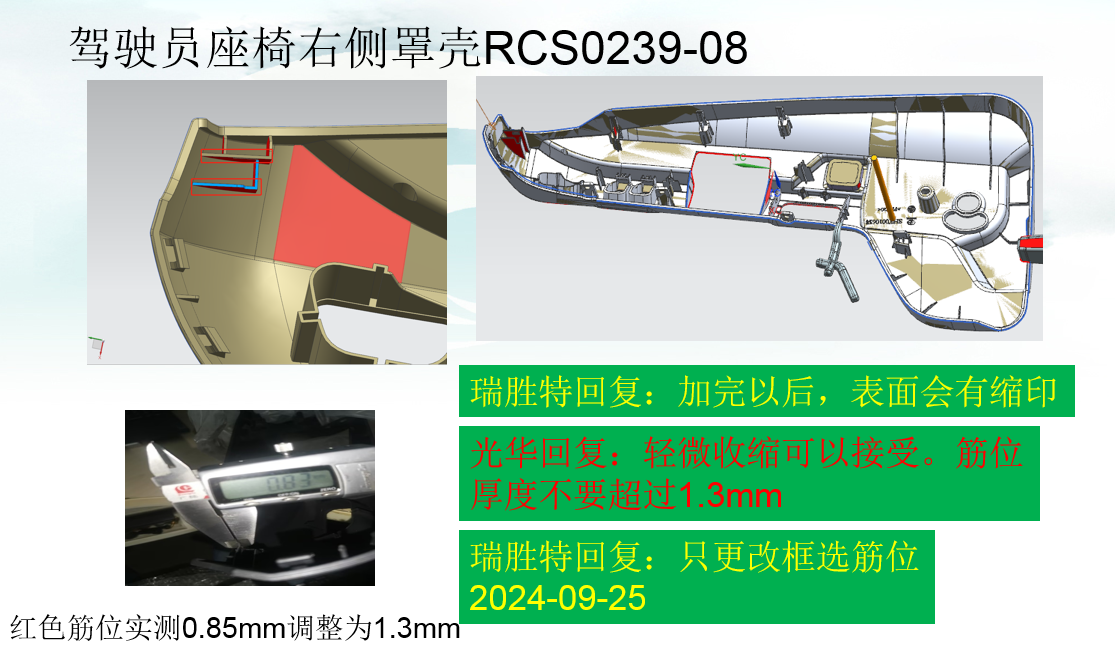 驾驶员座椅右侧罩壳RCS0239-08
瑞胜特回复：加完以后，表面会有缩印
光华回复：轻微收缩可以接受。筋位
厚度不要超过1.3mm
瑞胜特回复：只更改框选筋位
2024-09-25
红色筋位实测0.85mm调整为1.3mm